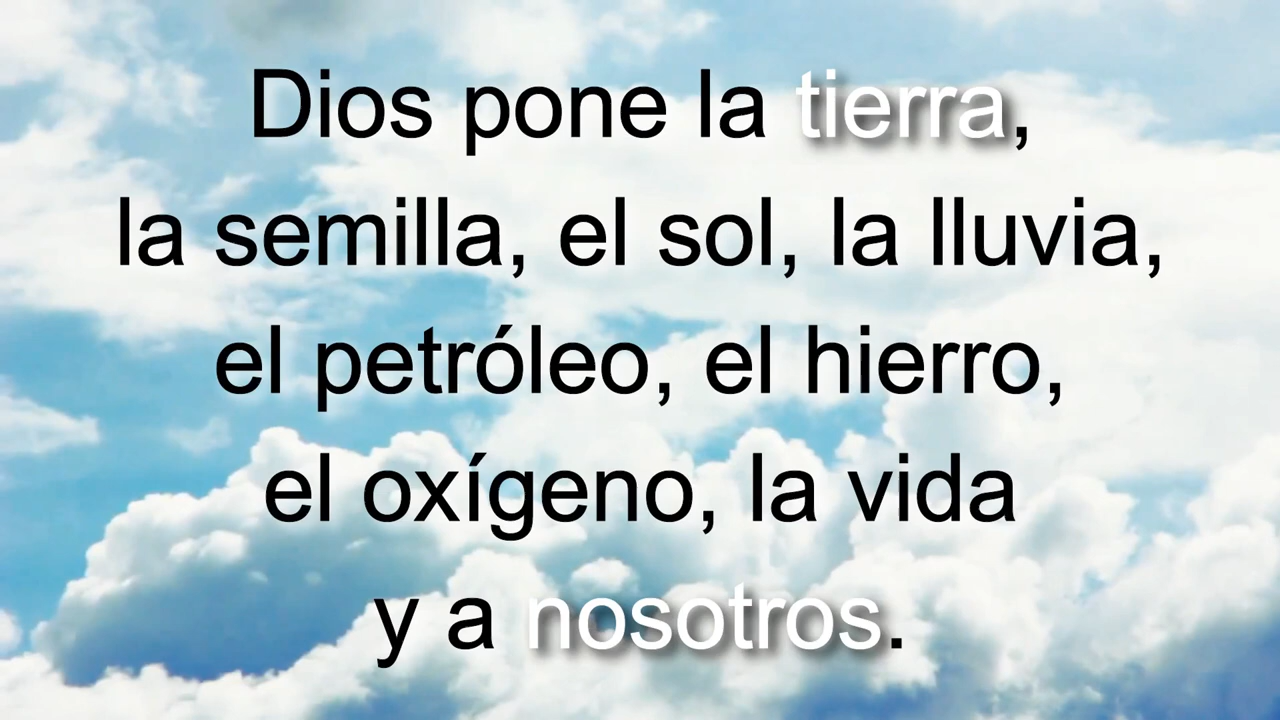 Dios pone la tierra,
la semilla, el sol, la lluvia,
el petróleo, el hierro,
el oxígeno, la vida
y a nosotros.